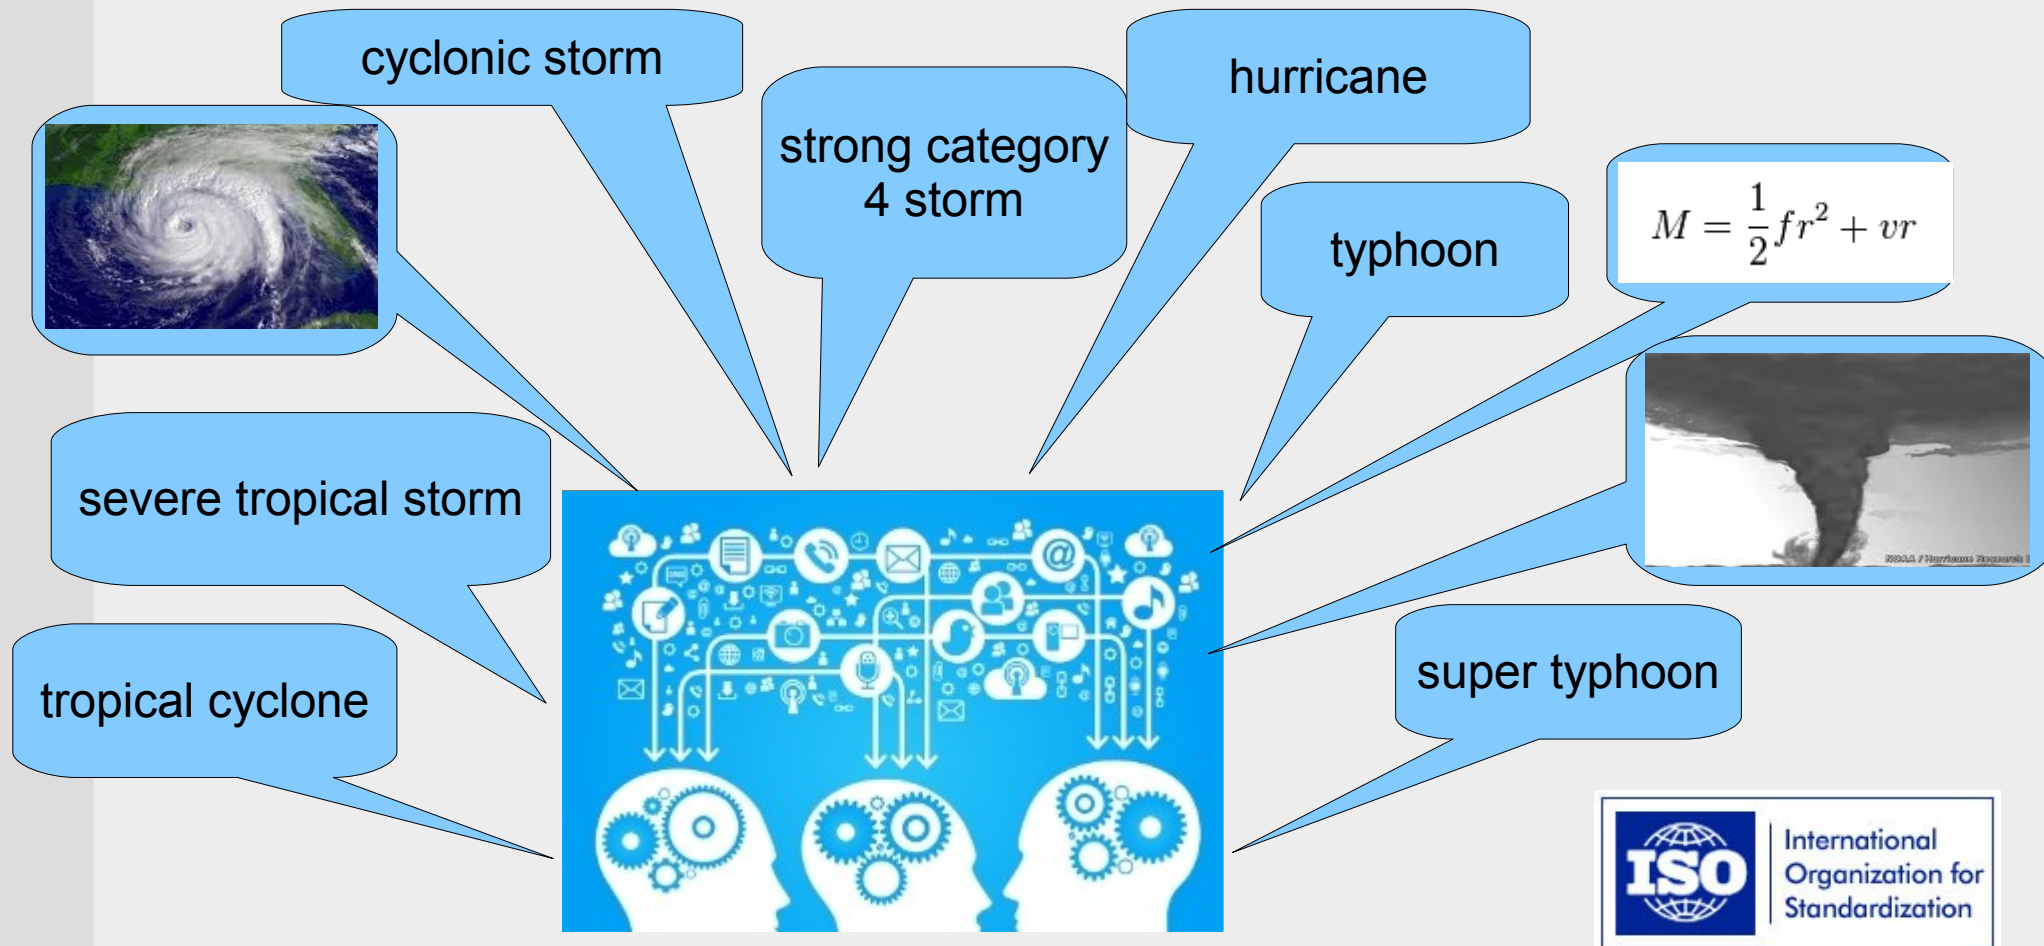 cyclonic storm
hurricane
strong category
4 storm
typhoon
M = \frac{1}{2} f r^2 + vr
severe tropical storm
tropical cyclone
super typhoon
@
ISO
International
Organization for
Standardization